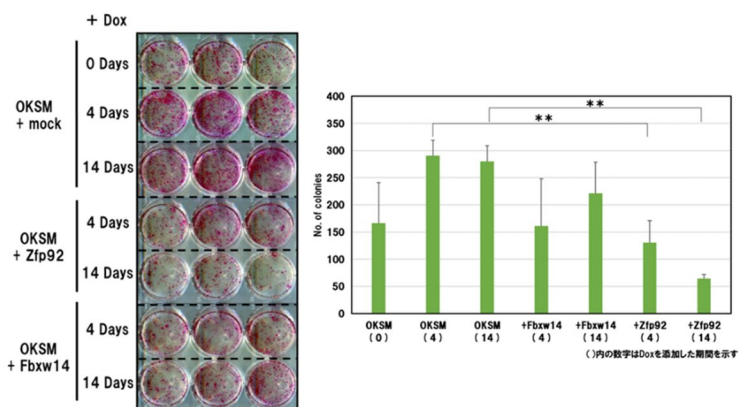 + Dox
OKSM
+ mock
0 Days
4 Days
14 Days
OKSM
+ Zfp92
4 Days
14 Days
OKSM
+ Fbxw14
4 Days
14 Days
No. of colonies
400
350
300
250
200
150
100
50
0
**
**
OKSM
(0)
OKSM
(4)
OKSM
(14)
+Fbxw14
(4)
+Fbxw14
(14)
+Zfp92
(4)
+Zfp92
(14)
()内の数字はDoxを添加した期間を示す